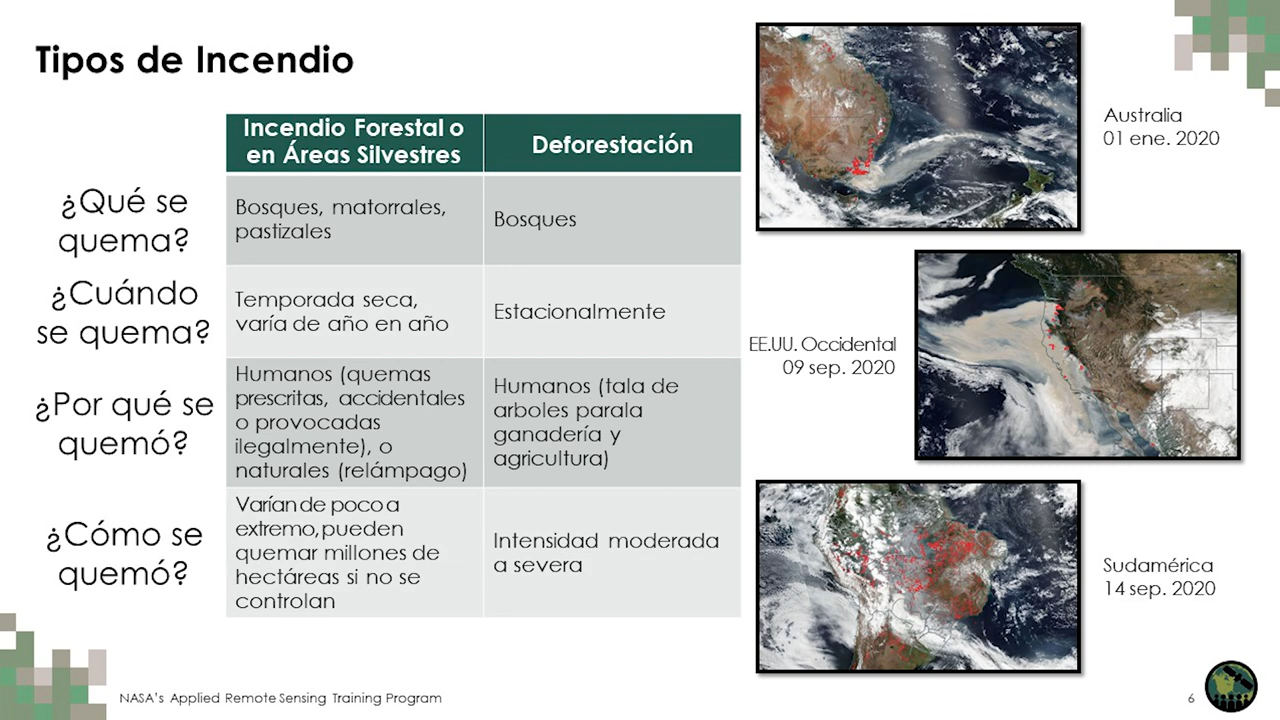 Tipos de Incendio
Incendio Forestal o
en Áreas Silvestres
Deforestación
¿Qué se
quema?
Bosques, matorrales,
pastizales
Bosques
¿Cuándo
se quema?
Temporada seca,
varía de año en año
Estacionalmente
¿Por qué se
quemó?
Humanos (quemas
prescritas, accidentales
o provocadas
ilegalmente), o
naturales (relámpago)
Humanos (tala de
arboles parala
ganadería y
agricultura)
¿Cómo se
quemó?
Varían de poco a
extremo, pueden
quemar millones de
hectáreas si no se
controlan
Intensidad moderada
a severa
Australia
01 ene. 2020
EE.UU. Occidental
09 sep. 2020
Sudamérica
14 sep. 2020
NASA's Applied Remote Sensing Training Program
6